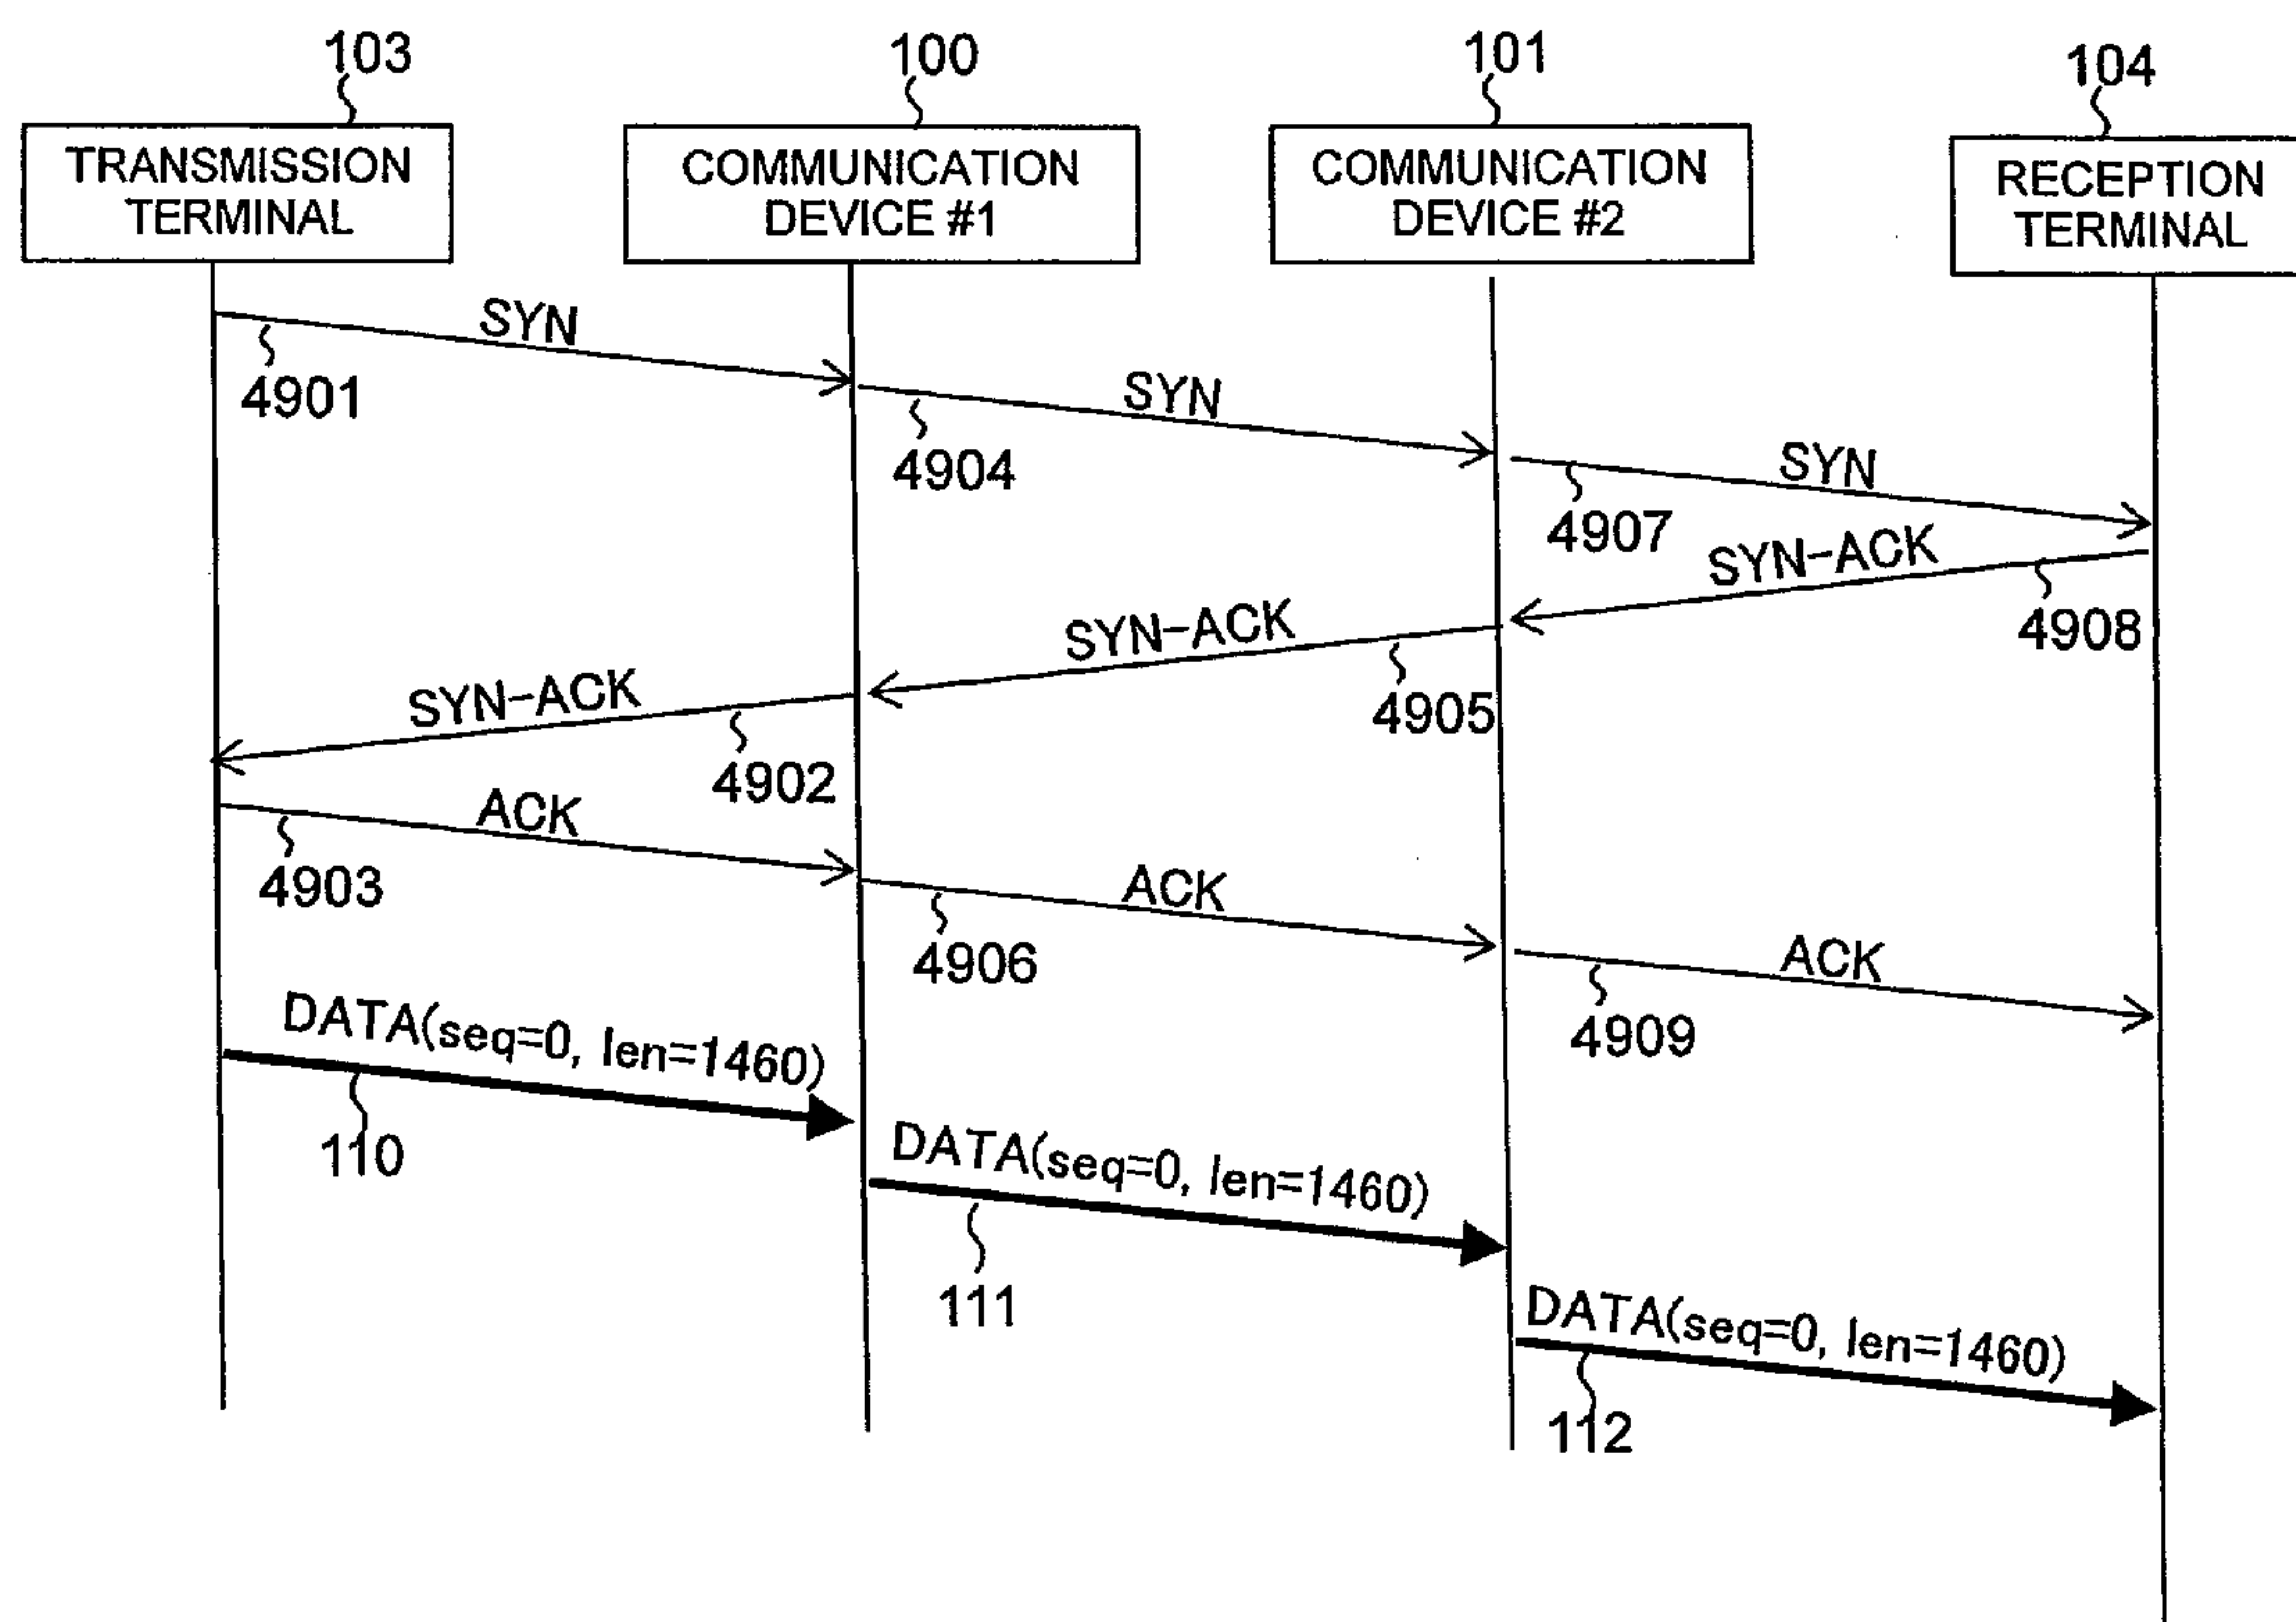 103
100
101
104
TRANSMISSION
TERMINAL
COMMUNICATION
DEVICE #1
COMMUNICATION
DEVICE #2
RECEPTION
TERMINAL
SYN
4901
SYN
4904
SYN
4907
SYN-ACK
4908
SYN-ACK
4905
SYN-ACK
4902
ACK
4903
ACK
4906
ACK
4909
DATA(seq=0, len=1460)
110
DATA(seq=0, len=1460)
111
DATA(seq=0, len=1460)
112